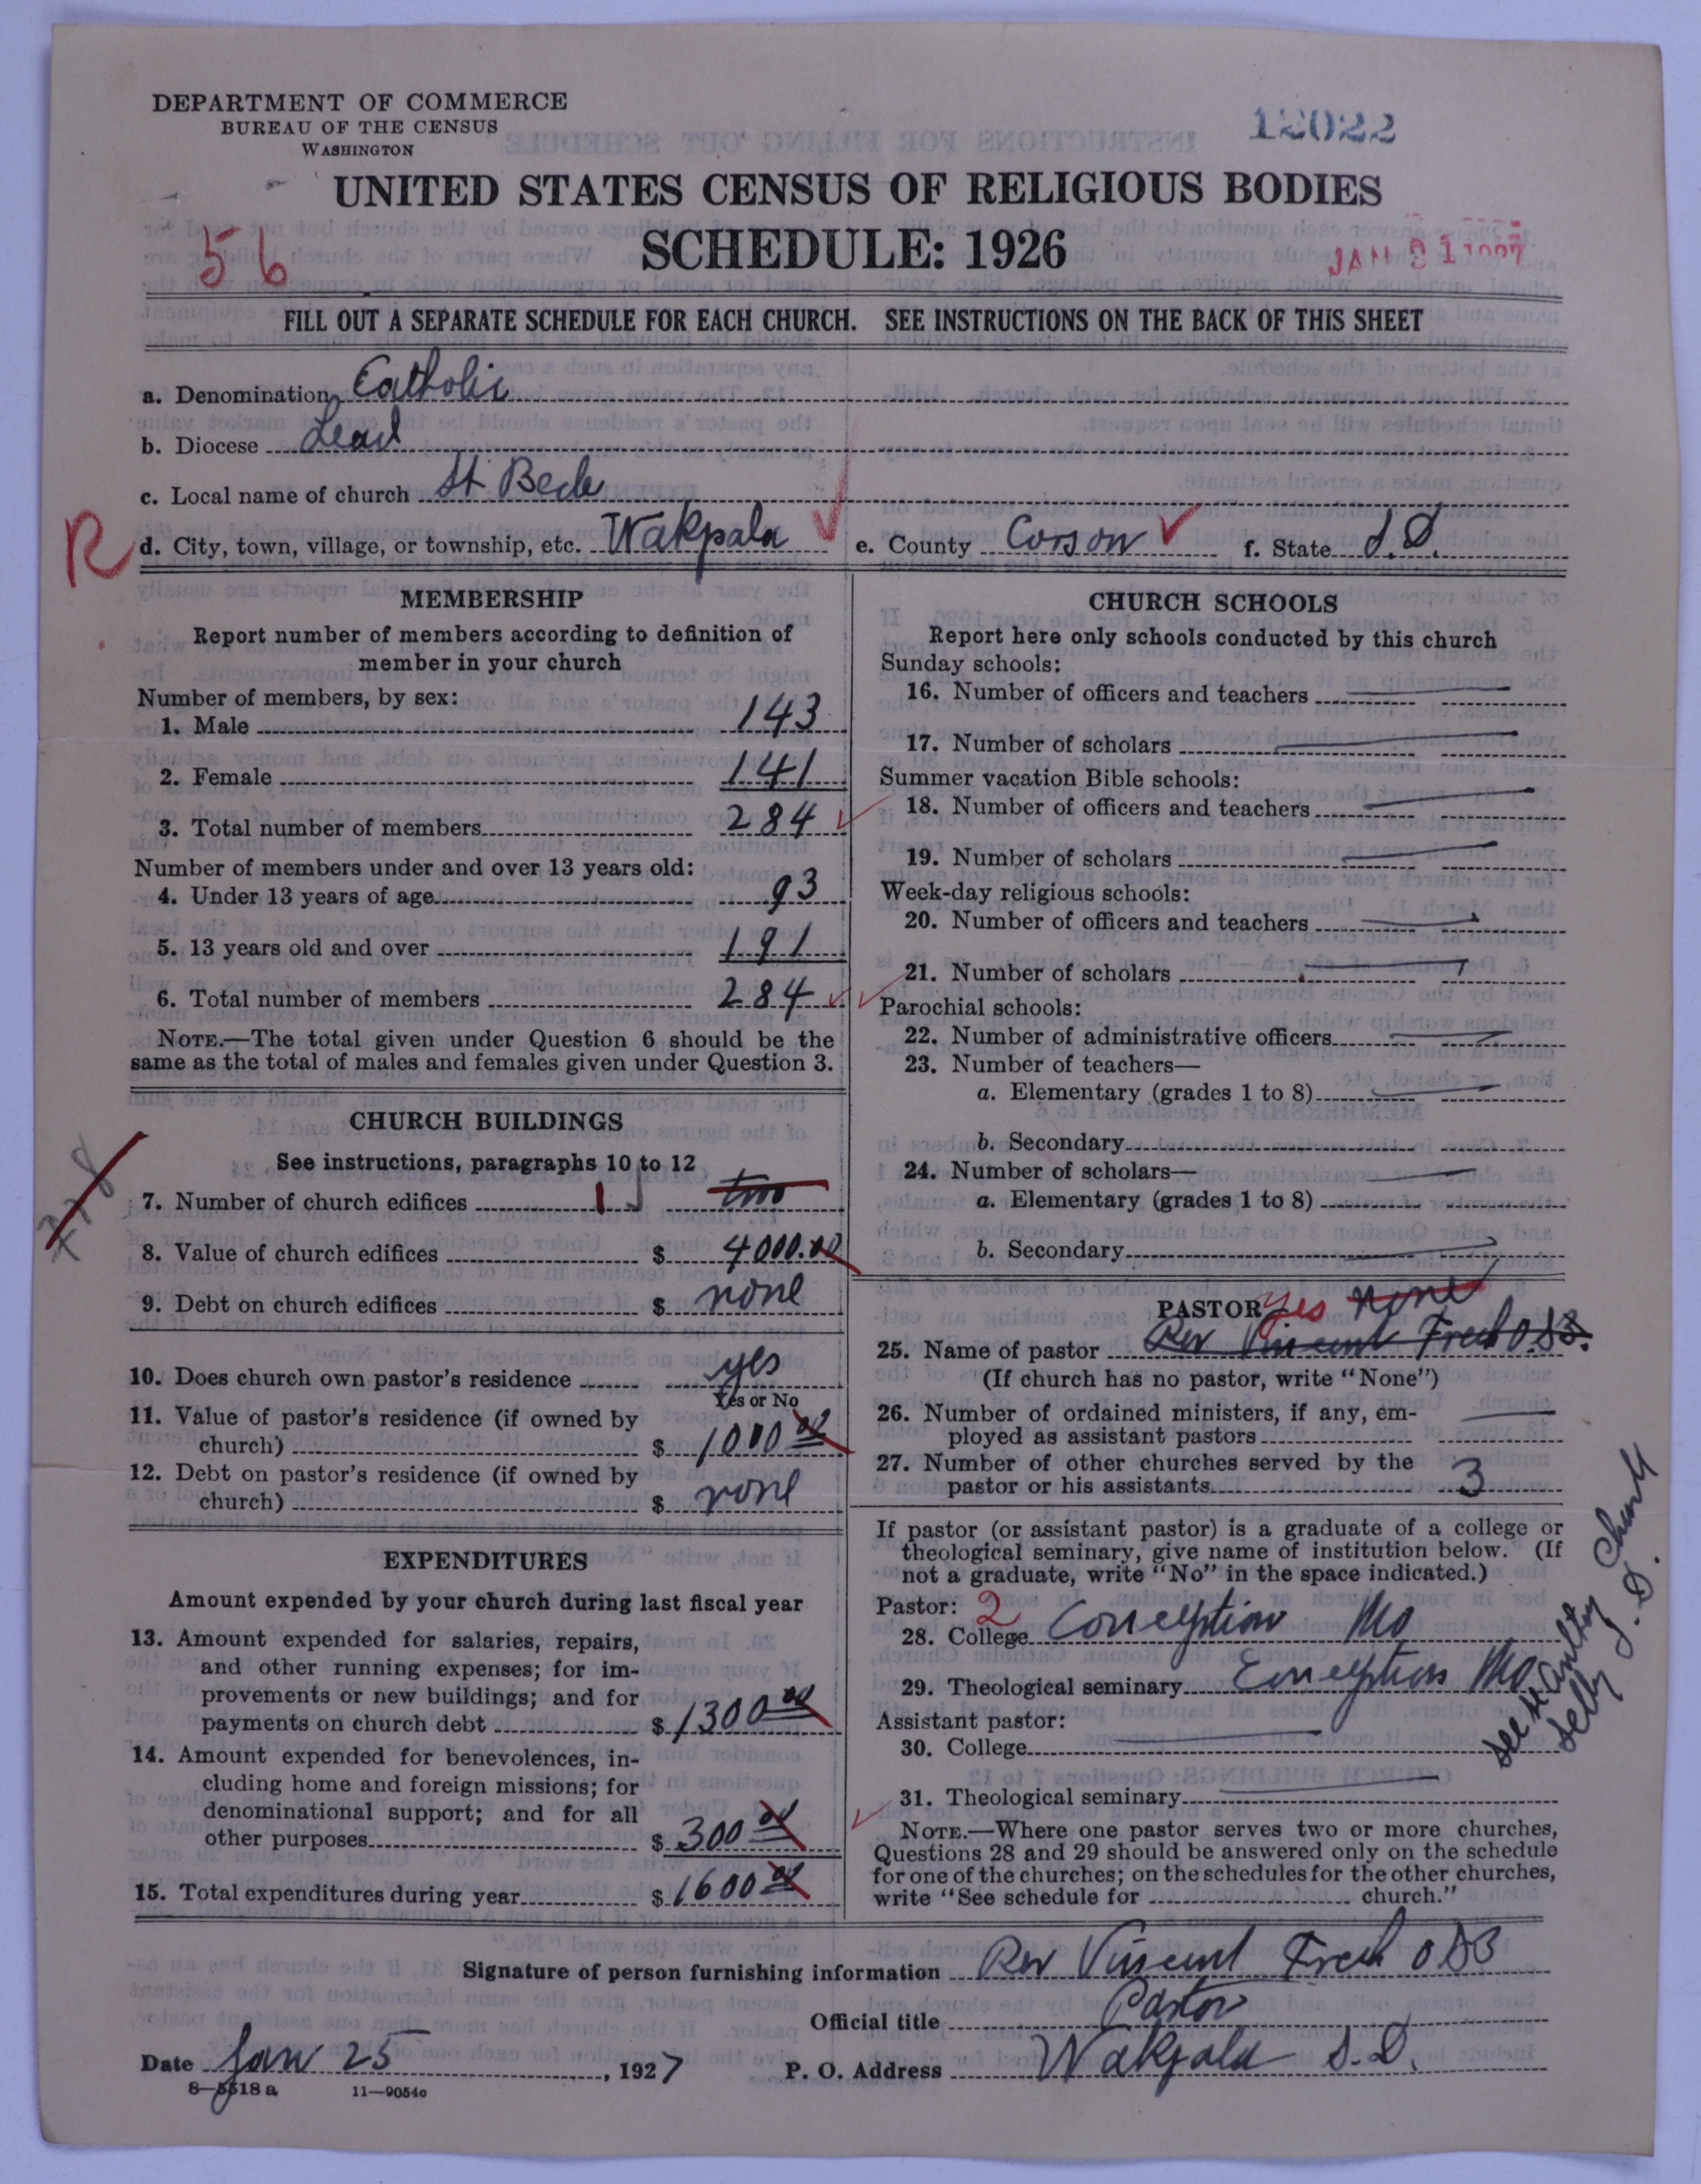 DEPARTMENT OF COMMERCE
BUREAU OF THE CENSUS
WASHINGTON
12022
UNITED STATES CENSUS OF RELIGIOUS BODIES
SCHEDULE: 1926
56
JAN 31 1927
FILL OUT A SEPARATE SCHEDULE FOR EACH CHURCH. SEE INSTRUCTIONS ON THE BACK OF THIS SHEET
a. Denomination Catholic
b. Diocese Lead
c. Local name of church St Bede
R d. City, town, village, or township, etc. Wakpala e. County Corson f. State S.D.
MEMBERSHIP
Report number of members according to definition of
member in your church
Number of members, by sex:
1. Male 143
2. Female 141
3. Total number of members 284
Number of members under and over 13 years old:
4. Under 13 years of age 93
5. 13 years old and over 191
6. Total number of members 284
NOTE.—The total given under Question 6 should be the
same as the total of males and females given under Question 3.
CHURCH BUILDINGS
See instructions, paragraphs 10 to 12
7. Number of church edifices 1 two
8. Value of church edifices $ 4000.00
9. Debt on church edifices $ none
10. Does church own pastor's residence yes
Yes or No
11. Value of pastor's residence (if owned by
church) $ 1000 00
12. Debt on pastor's residence (if owned by
church) $ none
EXPENDITURES
Amount expended by your church during last fiscal year
13. Amount expended for salaries, repairs,
and other running expenses; for im-
provements or new buildings; and for
payments on church debt $ 1300 00
14. Amount expended for benevolences, in-
cluding home and foreign missions; for
denominational support; and for all
other purposes $ 300 00
15. Total expenditures during year $ 1600 00
CHURCH SCHOOLS
Report here only schools conducted by this church
Sunday schools:
16. Number of officers and teachers
17. Number of scholars
Summer vacation Bible schools:
18. Number of officers and teachers
19. Number of scholars
Week-day religious schools:
20. Number of officers and teachers
21. Number of scholars
Parochial schools:
22. Number of administrative officers
23. Number of teachers—
a. Elementary (grades 1 to 8)
b. Secondary
24. Number of scholars—
a. Elementary (grades 1 to 8)
b. Secondary
PASTOR yes none
25. Name of pastor Rev Vincent Frech O.S.B.
(If church has no pastor, write "None")
26. Number of ordained ministers, if any, em-
ployed as assistant pastors
27. Number of other churches served by the
pastor or his assistants 3
If pastor (or assistant pastor) is a graduate of a college or
theological seminary, give name of institution below. (If
not a graduate, write "No" in the space indicated.)
Pastor: 2
28. College Conception Mo
29. Theological seminary Conception Mo.
Assistant pastor:
30. College
31. Theological seminary
NOTE.—Where one pastor serves two or more churches,
Questions 28 and 29 should be answered only on the schedule
for one of the churches; on the schedules for the other churches,
write "See schedule for church."
Church
Selby S.D.
Signature of person furnishing information Rev Vincent Frech OSB
Official title Pastor
Date Jan 25, 1927 P. O. Address Wakpala S.D.
8—5518 a 11—9054c